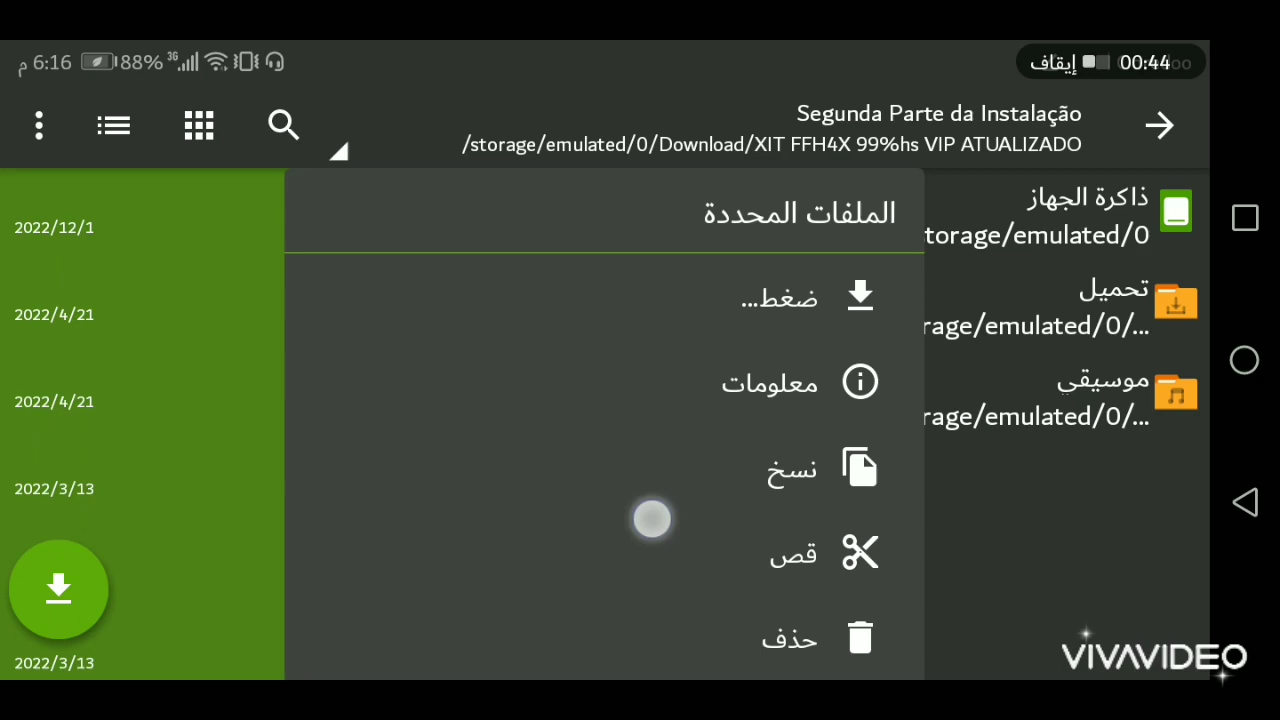 6:16 م
88%
3G
إيقاف
00:44
Segunda Parte da Instalação
/storage/emulated/0/Download/XIT FFH4X 99%hs VIP ATUALIZADO
2022/12/1
2022/4/21
2022/4/21
2022/3/13
2022/3/13
الملفات المحددة
ضغط...
معلومات
نسخ
قص
حذف
ذاكرة الجهاز
torage/emulated/0
تحميل
rage/emulated/0/...
موسيقي
rage/emulated/0/...
VIVAVIDEO